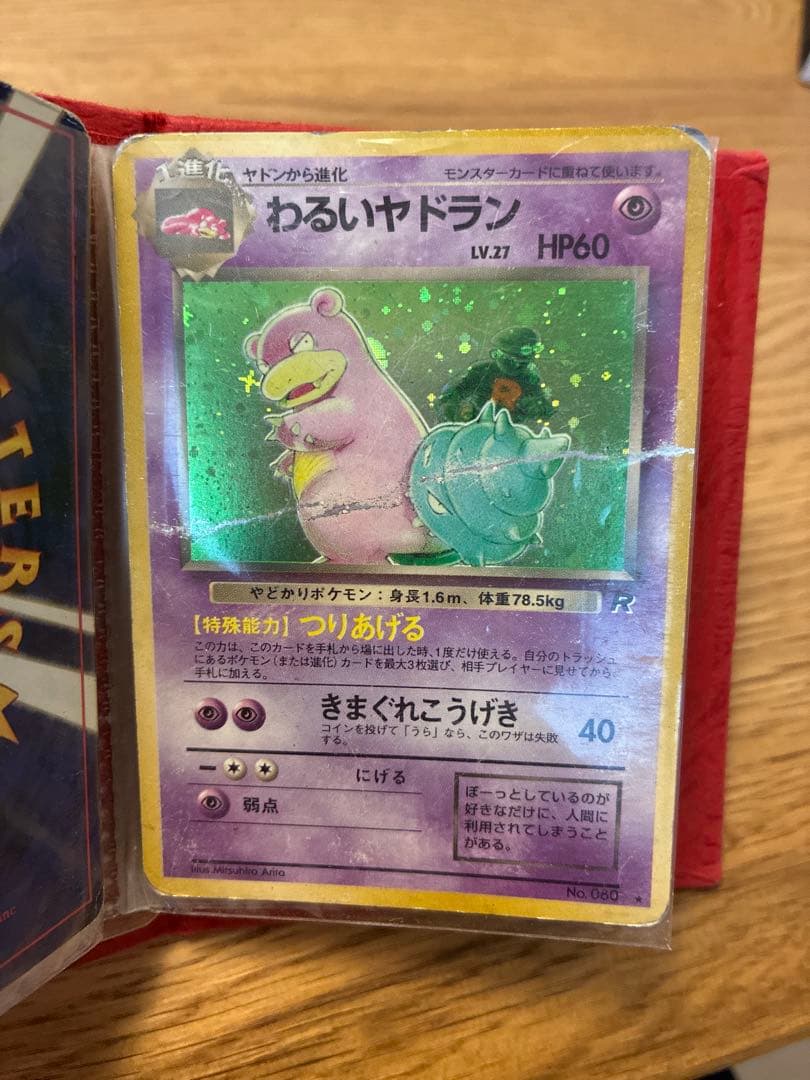 1進化
ヤドンから進化
モンスターカードに重ねて使います。
わるいヤドラン
LV.27 HP60
やどかりポケモン：身長1.6m、体重78.5kg
R
【特殊能力】つりあげる
この力は、このカードを手札から場に出した時、1度だけ使える。自分のトラッシュ
にあるポケモン(または進化)カードを最大3枚選び、相手プレイヤーに見せてから、
手札に加える。
きまぐれこうげき
コインを投げて「うら」なら、このワザは失敗
する。
40
にげる
弱点
ぼーっとしているのが
好きなだけに、人間に
利用されてしまうこと
がある。
Illus. Mitsuhiro Arita
No. 080
STERS